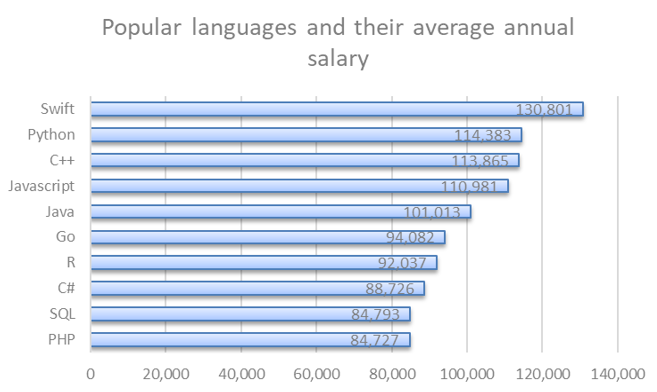 Popular languages and their average annual
salary
Swift 130,801
Python 114,383
C++ 113,865
Javascript 110,981
Java 101,013
Go 94,082
R 92,037
C# 88,726
SQL 84,793
PHP 84,727
0 20,000 40,000 60,000 80,000 100,000 120,000 140,000